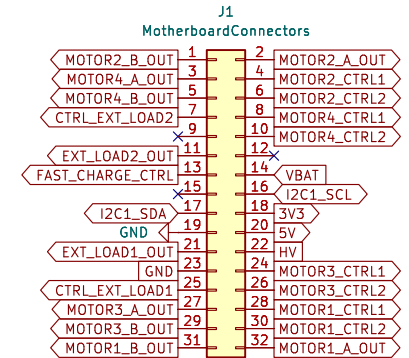 J1
MotherboardConnectors
MOTOR2_B_OUT 1 2 MOTOR2_A_OUT
MOTOR4_A_OUT 3 4 MOTOR2_CTRL1
MOTOR4_B_OUT 5 6 MOTOR2_CTRL2
CTRL_EXT_LOAD2 7 8 MOTOR4_CTRL1
9 10 MOTOR4_CTRL2
EXT_LOAD2_OUT 11 12
FAST_CHARGE_CTRL 13 14 VBAT
15 16 I2C1_SCL
I2C1_SDA 17 18 3V3
GND 19 20 5V
EXT_LOAD1_OUT 21 22 HV
GND 23 24 MOTOR3_CTRL1
CTRL_EXT_LOAD1 25 26 MOTOR3_CTRL2
MOTOR3_A_OUT 27 28 MOTOR1_CTRL1
MOTOR3_B_OUT 29 30 MOTOR1_CTRL2
MOTOR1_B_OUT 31 32 MOTOR1_A_OUT